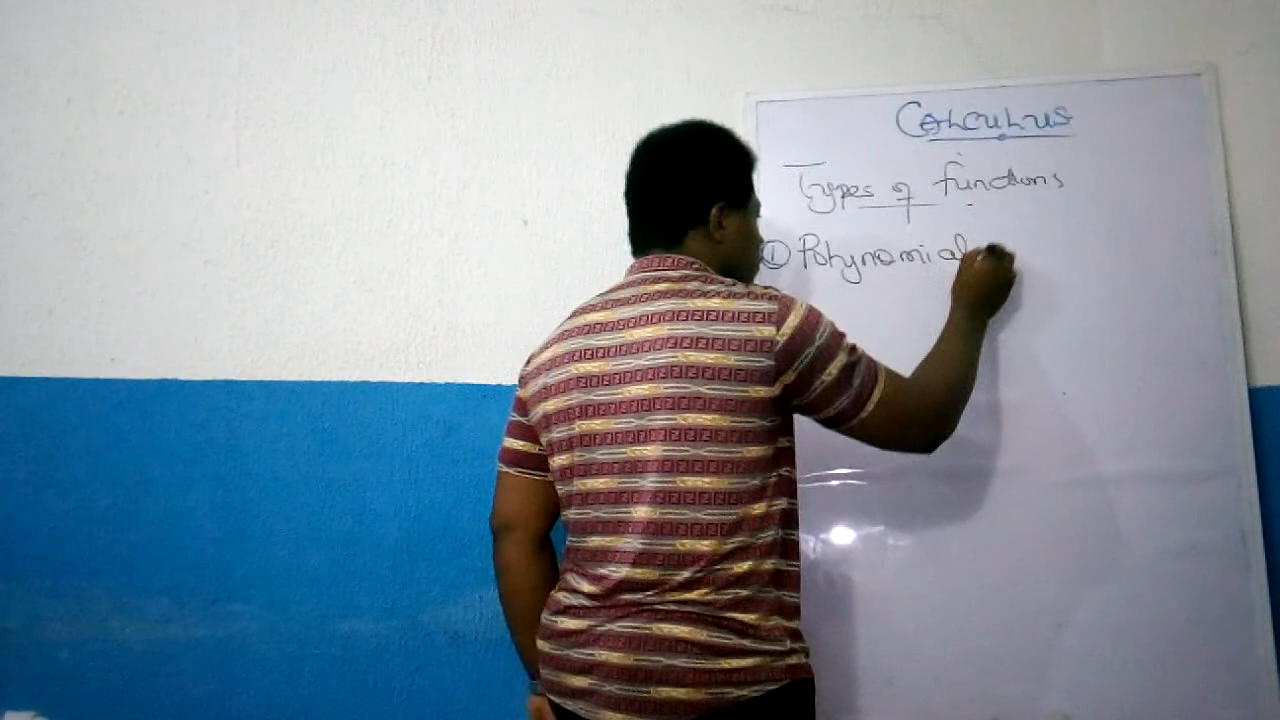 CALCULUS
Types of functions
① Polynomial